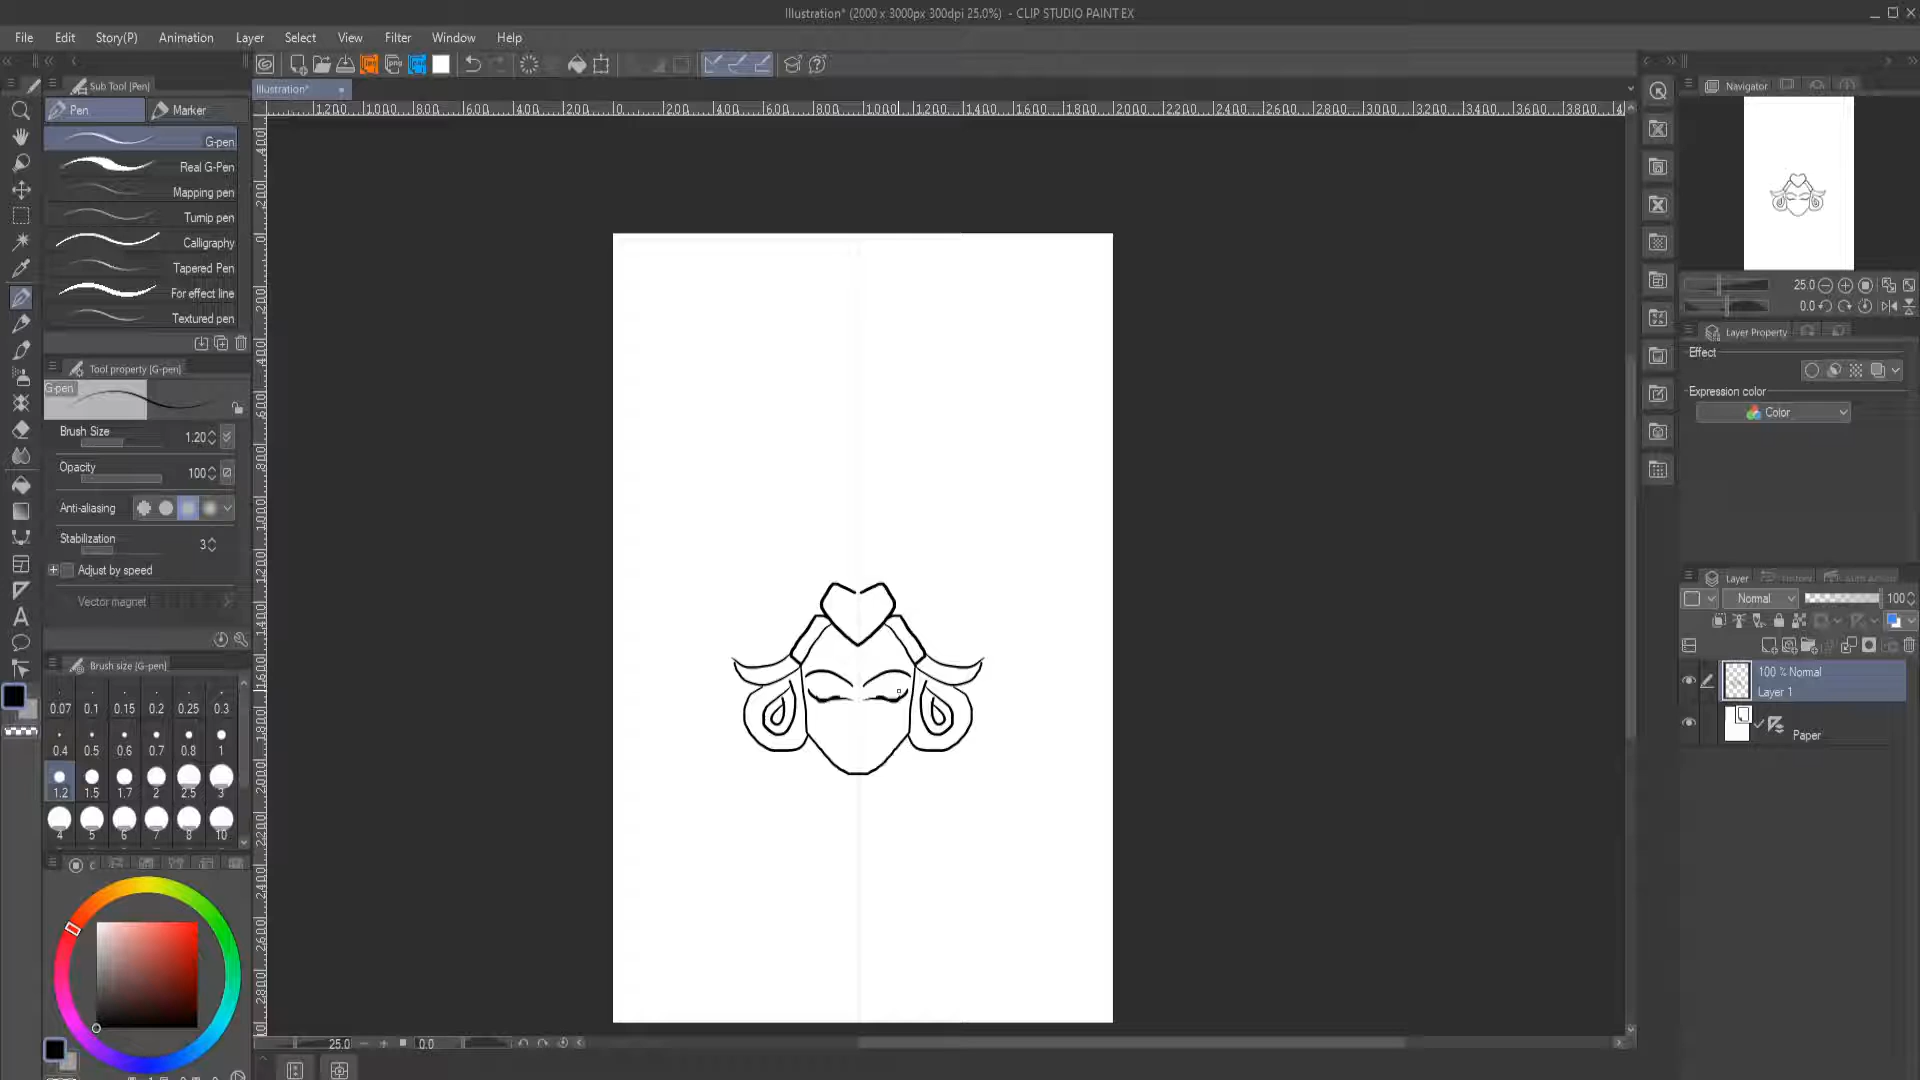 Illustration* (2000 x 3000px 300dpi 25.0%) - CLIP STUDIO PAINT EX
File Edit Story(P) Animation Layer Select View Filter Window Help
Sub Tool [Pen]
Pen Marker
G-pen
Real G-Pen
Mapping pen
Turnip pen
Calligraphy
Tapered Pen
For effect line
Textured pen
Tool property [G-pen]
G-pen
Brush Size 1.20
Opacity 100
Anti-aliasing
Stabilization 3
Adjust by speed
Vector magnet
Brush size [G-pen]
0.07 0.1 0.15 0.2 0.25 0.3
0.4 0.5 0.6 0.7 0.8 1
1.2 1.5 1.7 2 2.5 3
4 5 6 7 8 10
Illustration*
25.0 0.0
Navigator
25.0
0.0
Layer Property
Effect
Expression color
Color
Layer History
Normal 100
100 % Normal
Layer 1
Paper